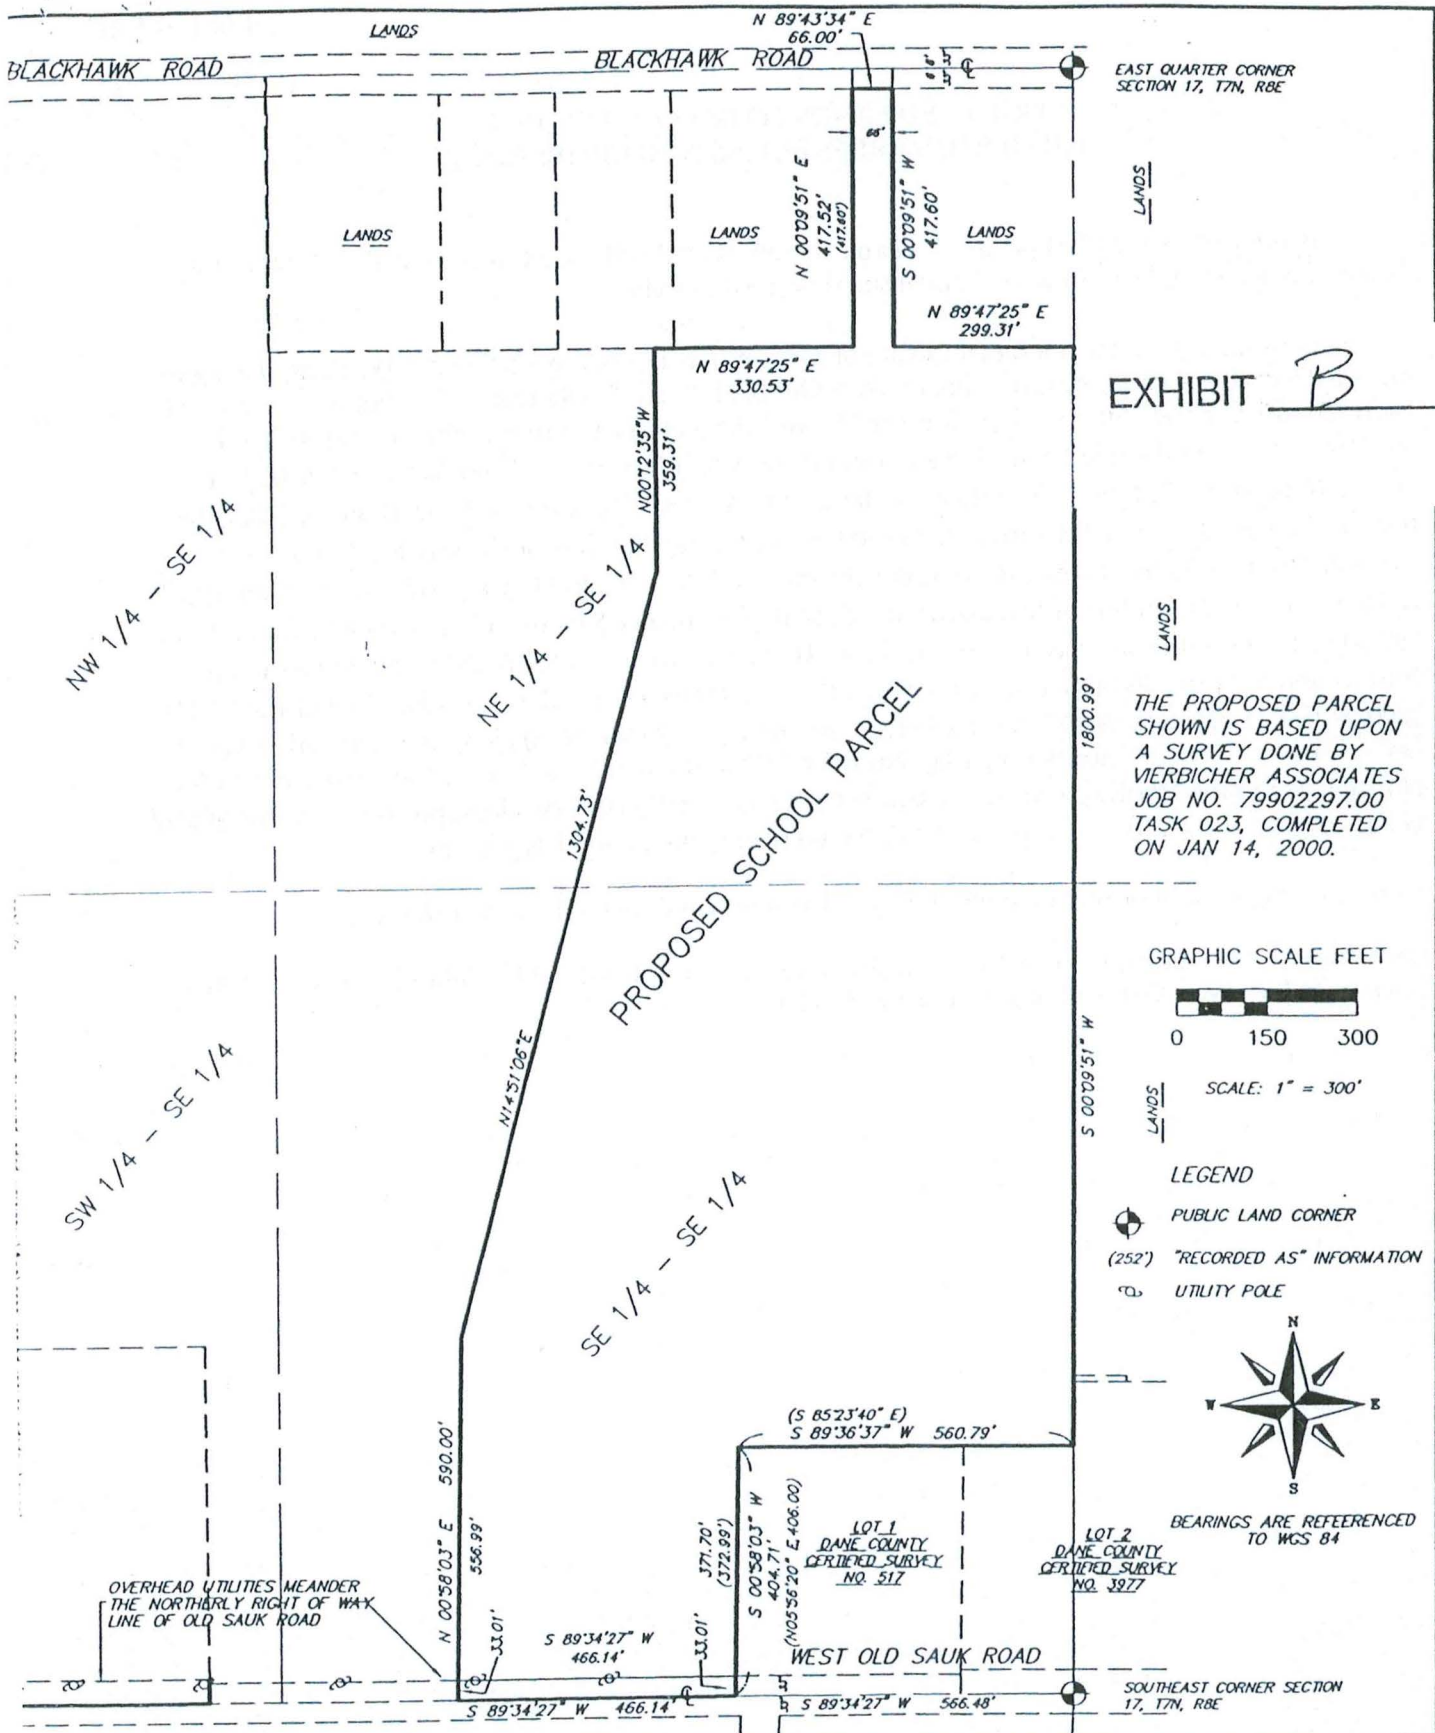 N 89°43'34" E
66.00'
LANDS
BLACKHAWK ROAD
BLACKHAWK ROAD
6' 6'
33' 33'
EAST QUARTER CORNER
SECTION 17, T7N, R8E
66'
N 00°09'51" E
417.52'
(417.60')
S 00°09'51" W
417.60'
LANDS
LANDS
LANDS
LANDS
N 89°47'25" E
299.31'
N 89°47'25" E
330.53'
EXHIBIT B
N00°12'35"W
359.31'
NW 1/4 - SE 1/4
NE 1/4 - SE 1/4
LANDS
PROPOSED SCHOOL PARCEL
1800.99'
THE PROPOSED PARCEL
SHOWN IS BASED UPON
A SURVEY DONE BY
VIERBICHER ASSOCIATES
JOB NO. 79902297.00
TASK 023, COMPLETED
ON JAN 14, 2000.
1304.73'
GRAPHIC SCALE FEET
0 150 300
N14°51'06"E
S 00°09'51" W
SCALE: 1" = 300'
LANDS
SW 1/4 - SE 1/4
SE 1/4 - SE 1/4
LEGEND
PUBLIC LAND CORNER
(252') "RECORDED AS" INFORMATION
UTILITY POLE
N
W E
S
BEARINGS ARE REFEERENCED
TO WGS 84
(S 85°23'40" E)
S 89°36'37" W 560.79'
N 00°58'03" E 590.00'
556.99'
371.70'
(372.99')
S 00°58'03" W
404.71'
(N05°56'20" E 406.00)
LOT 1
DANE COUNTY
CERTIFIED SURVEY
NO. 517
LOT 2
DANE COUNTY
CERTIFIED SURVEY
NO. 3977
OVERHEAD UTILITIES MEANDER
THE NORTHERLY RIGHT OF WAY
LINE OF OLD SAUK ROAD
33.01'
S 89°34'27" W
466.14'
33.01'
WEST OLD SAUK ROAD
S 89°34'27" W 466.14'
33' 33'
S 89°34'27" W 566.48'
SOUTHEAST CORNER SECTION
17, T7N, R8E